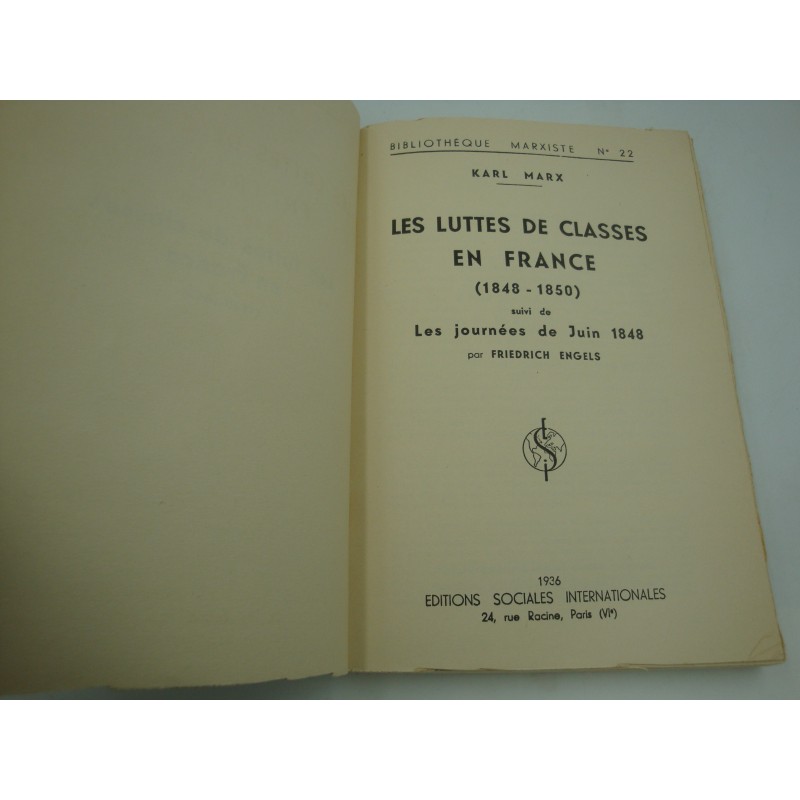 BIBLIOTHÈQUE MARXISTE N° 22
KARL MARX
LES LUTTES DE CLASSES
EN FRANCE
(1848 - 1850)
suivi de
Les journées de Juin 1848
par FRIEDRICH ENGELS
ESI
1936
EDITIONS SOCIALES INTERNATIONALES
24, rue Racine, Paris (VIe)